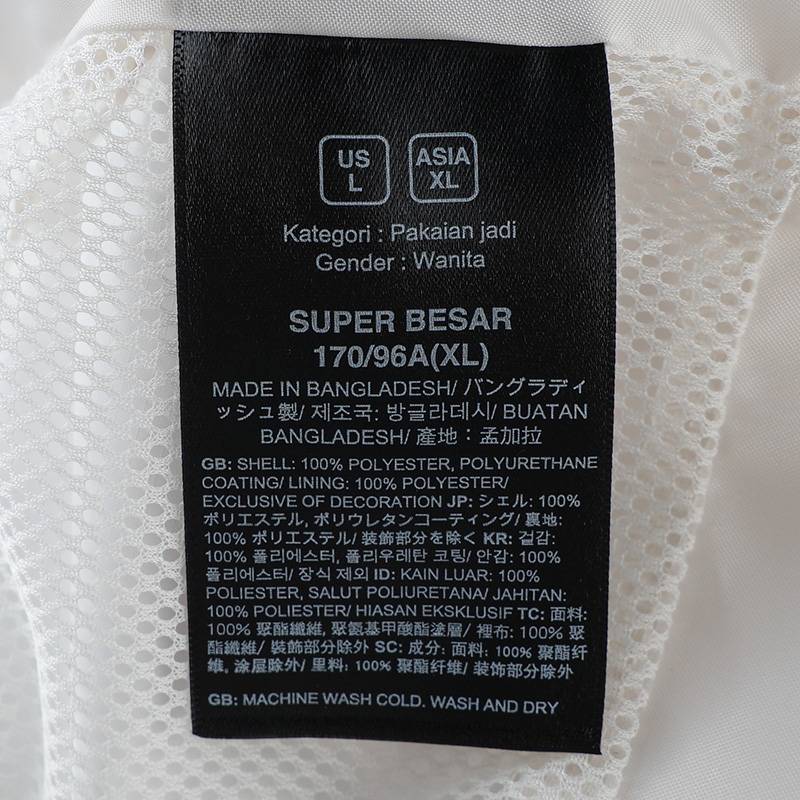 US
L
ASIA
XL
Kategori : Pakaian jadi
Gender : Wanita
SUPER BESAR
170/96A(XL)
MADE IN BANGLADESH/ バングラディ
ッシュ製/ 제조국: 방글라데시/ BUATAN
BANGLADESH/ 產地：孟加拉
GB: SHELL: 100% POLYESTER, POLYURETHANE
COATING/ LINING: 100% POLYESTER/
EXCLUSIVE OF DECORATION JP: シェル: 100%
ポリエステル, ポリウレタンコーティング/ 裏地:
100% ポリエステル/ 装飾部分を除く KR: 겉감:
100% 폴리에스터, 폴리우레탄 코팅/ 안감: 100%
폴리에스터/ 장식 제외 ID: KAIN LUAR: 100%
POLIESTER, SALUT POLIURETANA/ JAHITAN:
100% POLIESTER/ HIASAN EKSKLUSIF TC: 面料:
100% 聚酯纖維, 聚氨基甲酸酯塗層/ 裡布: 100% 聚
酯纖維/ 裝飾部分除外 SC: 成分: 面料: 100% 聚酯纤
维, 涂层除外/ 里料: 100% 聚酯纤维/ 装饰部分除外
GB: MACHINE WASH COLD. WASH AND DRY